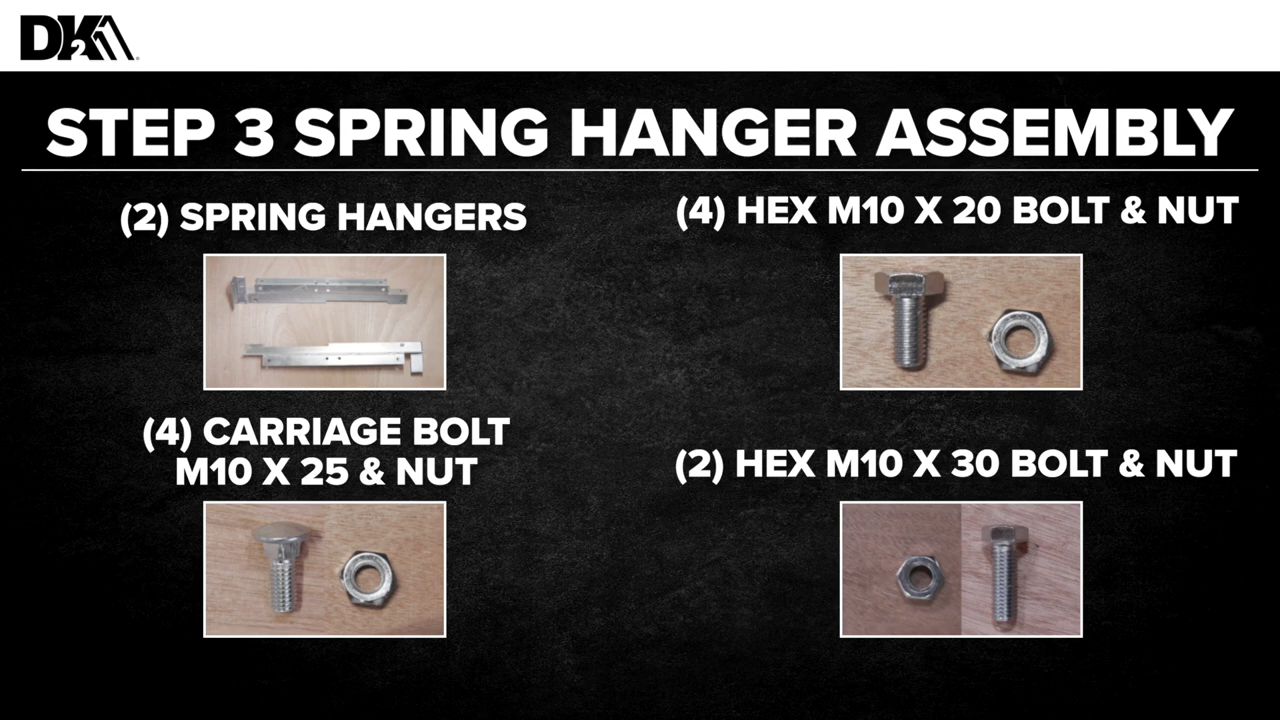 DK2
STEP 3 SPRING HANGER ASSEMBLY
(2) SPRING HANGERS
(4) HEX M10 X 20 BOLT & NUT
(4) CARRIAGE BOLT
M10 X 25 & NUT
(2) HEX M10 X 30 BOLT & NUT